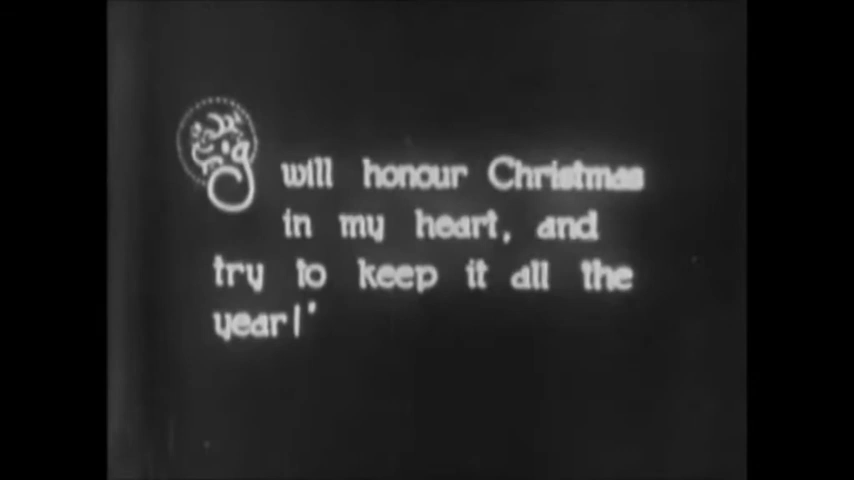 I will honour Christmas
in my heart, and
try to keep it all the
year!'